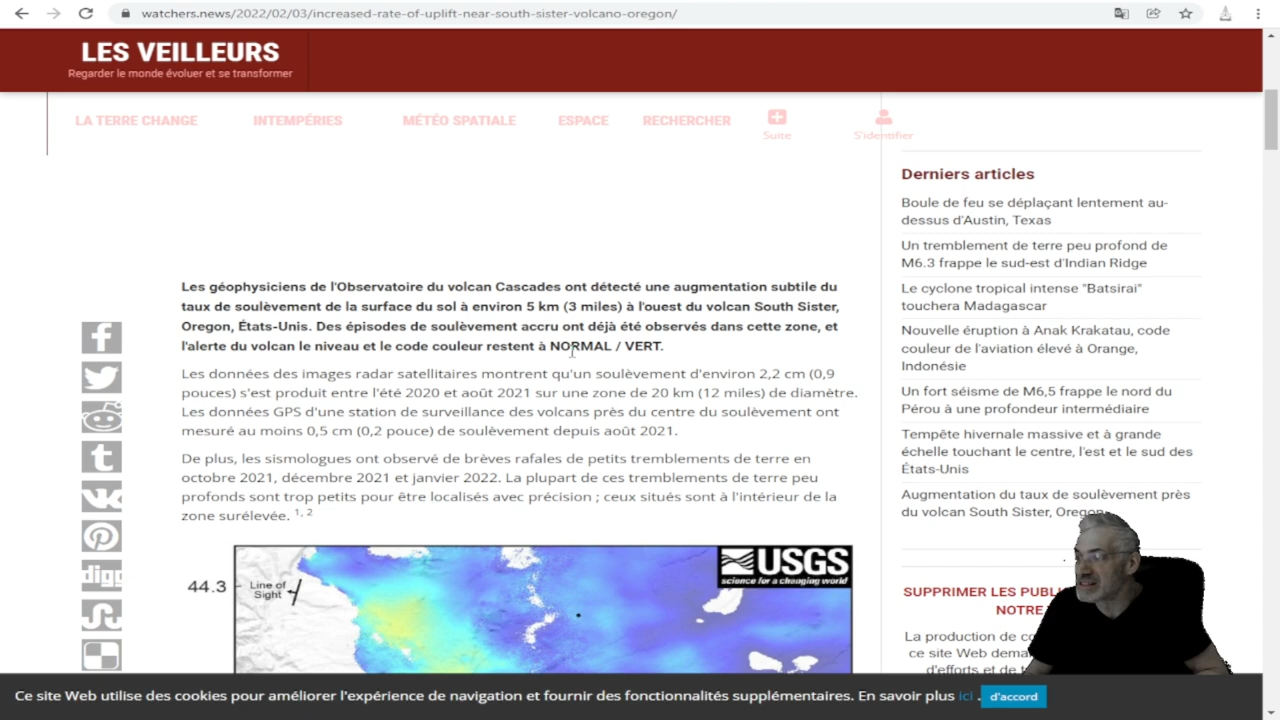 watchers.news/2022/02/03/increased-rate-of-uplift-near-south-sister-volcano-oregon/
LES VEILLEURS
Regarder le monde évoluer et se transformer
LA TERRE CHANGE
INTEMPÉRIES
MÉTÉO SPATIALE
ESPACE
RECHERCHER
Suite
S'identifier
Les géophysiciens de l'Observatoire du volcan Cascades ont détecté une augmentation subtile du
taux de soulèvement de la surface du sol à environ 5 km (3 miles) à l'ouest du volcan South Sister,
Oregon, États-Unis. Des épisodes de soulèvement accru ont déjà été observés dans cette zone, et
l'alerte du volcan le niveau et le code couleur restent à NORMAL / VERT.
Les données des images radar satellitaires montrent qu'un soulèvement d'environ 2,2 cm (0,9
pouces) s'est produit entre l'été 2020 et août 2021 sur une zone de 20 km (12 miles) de diamètre.
Les données GPS d'une station de surveillance des volcans près du centre du soulèvement ont
mesuré au moins 0,5 cm (0,2 pouce) de soulèvement depuis août 2021.
De plus, les sismologues ont observé de brèves rafales de petits tremblements de terre en
octobre 2021, décembre 2021 et janvier 2022. La plupart de ces tremblements de terre peu
profonds sont trop petits pour être localisés avec précision ; ceux situés sont à l'intérieur de la
zone surélevée. 1, 2
44.3
Line of
Sight
USGS
science for a changing world
digg
Derniers articles
Boule de feu se déplaçant lentement au-
dessus d'Austin, Texas
Un tremblement de terre peu profond de
M6.3 frappe le sud-est d'Indian Ridge
Le cyclone tropical intense "Batsirai"
touchera Madagascar
Nouvelle éruption à Anak Krakatau, code
couleur de l'aviation élevé à Orange,
Indonésie
Un fort séisme de M6,5 frappe le nord du
Pérou à une profondeur intermédiaire
Tempête hivernale massive et à grande
échelle touchant le centre, l'est et le sud des
États-Unis
Augmentation du taux de soulèvement près
du volcan South Sister, Oregon
SUPPRIMER LES
NOTRE
La production de
ce site Web
d'efforts et de
Ce site Web utilise des cookies pour améliorer l'expérience de navigation et fournir des fonctionnalités supplémentaires. En savoir plus ici .
d'accord